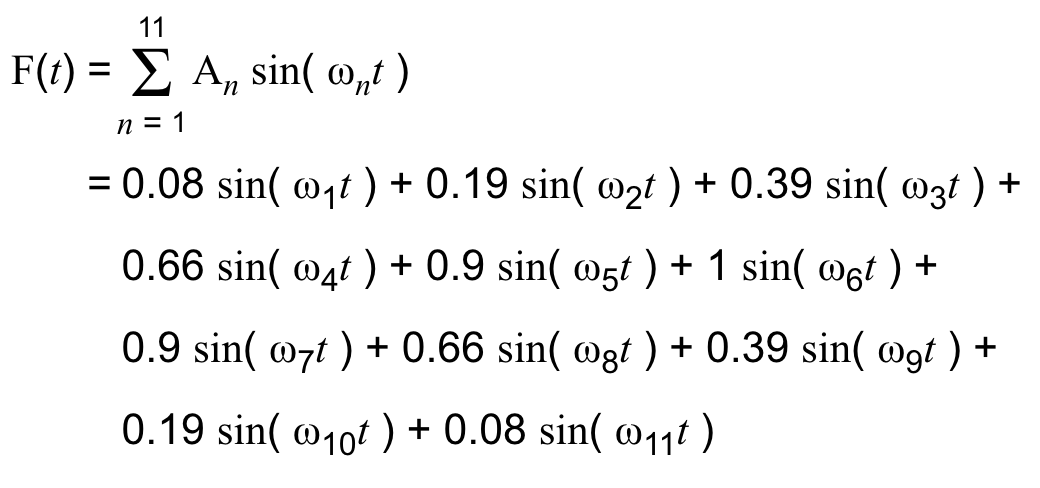 11
F(t) = ∑ Aₙ sin( ωₙt )
n = 1
= 0.08 sin( ω₁t ) + 0.19 sin( ω₂t ) + 0.39 sin( ω₃t ) +
0.66 sin( ω₄t ) + 0.9 sin( ω₅t ) + 1 sin( ω₆t ) +
0.9 sin( ω₇t ) + 0.66 sin( ω₈t ) + 0.39 sin( ω₉t ) +
0.19 sin( ω₁₀t ) + 0.08 sin( ω₁₁t )